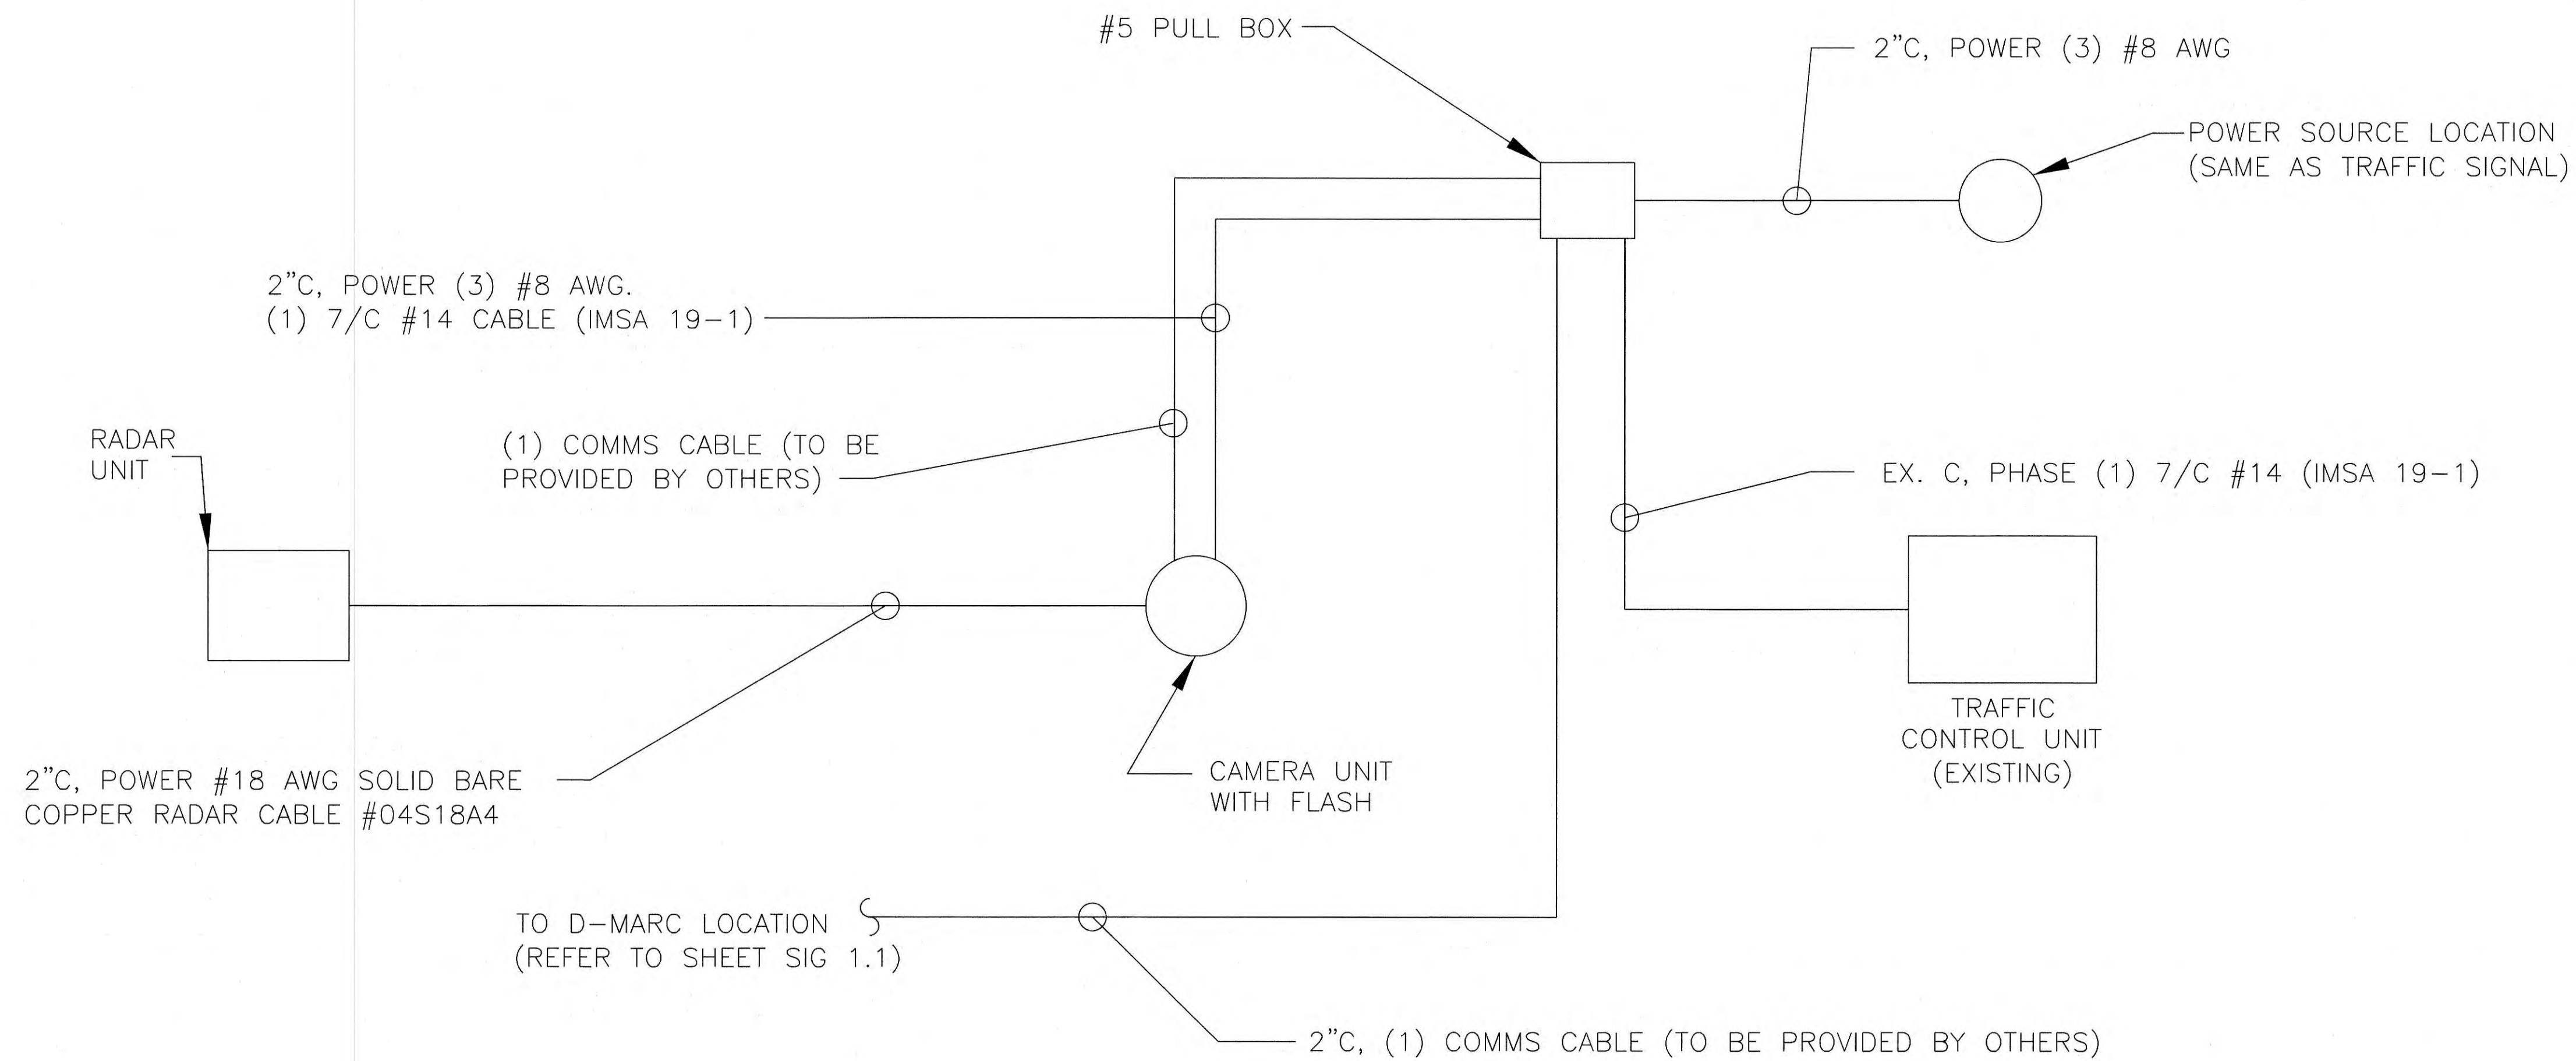 #5 PULL BOX
2"C, POWER (3) #8 AWG
POWER SOURCE LOCATION
(SAME AS TRAFFIC SIGNAL)
2"C, POWER (3) #8 AWG.
(1) 7/C #14 CABLE (IMSA 19-1)
RADAR
UNIT
(1) COMMS CABLE (TO BE
PROVIDED BY OTHERS)
EX. C, PHASE (1) 7/C #14 (IMSA 19-1)
TRAFFIC
CONTROL UNIT
(EXISTING)
2"C, POWER #18 AWG SOLID BARE
COPPER RADAR CABLE #04S18A4
CAMERA UNIT
WITH FLASH
TO D-MARC LOCATION
(REFER TO SHEET SIG 1.1)
2"C, (1) COMMS CABLE (TO BE PROVIDED BY OTHERS)